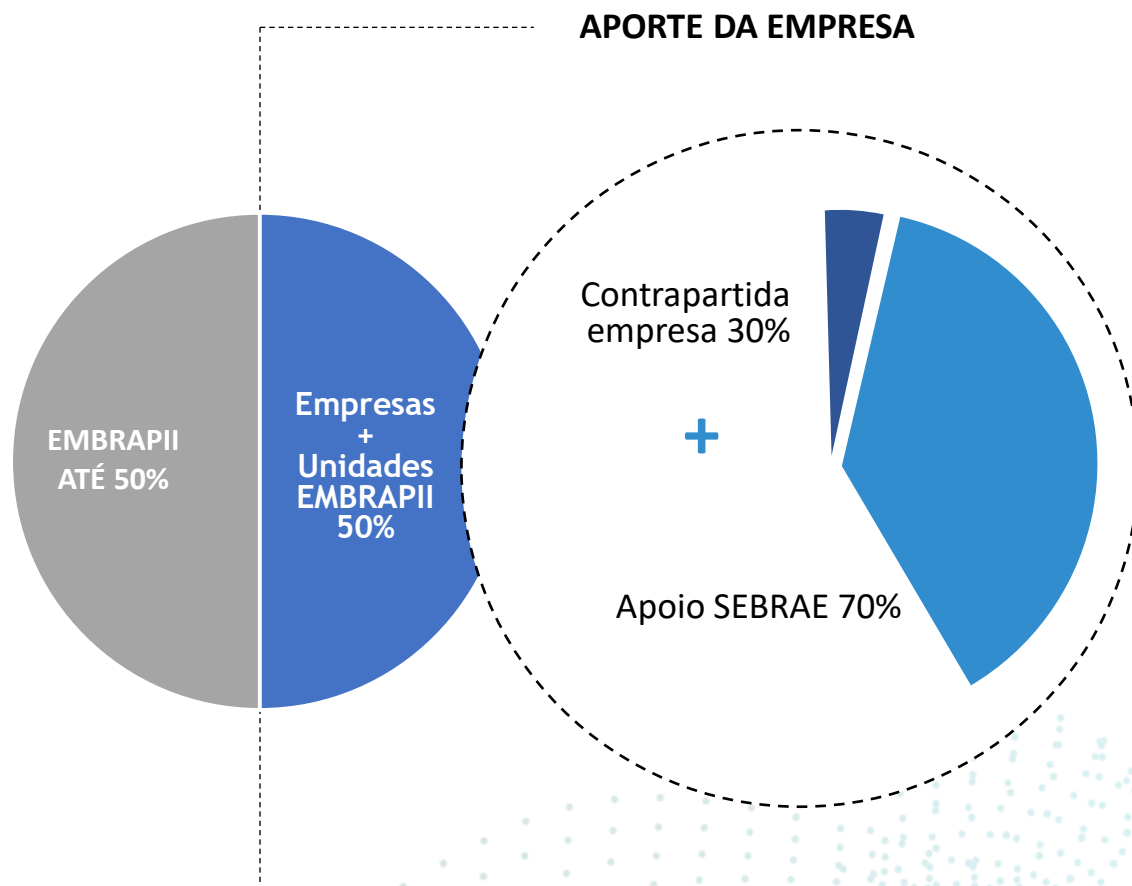 APORTE DA EMPRESA
EMBRAPII
ATÉ 50%
Empresas
+
Unidades
EMBRAPII
50%
Contrapartida
empresa 30%
+
Apoio SEBRAE 70%